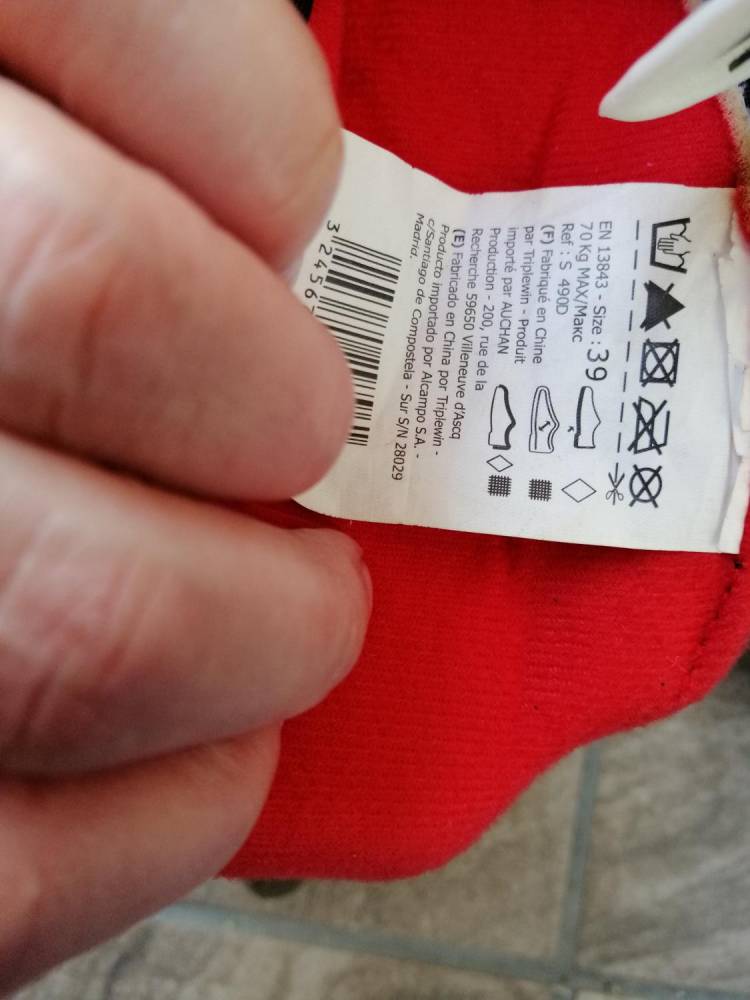 EN 13843 - Size : 39
70 Kg MAX/Макс
Ref : S 490D
(F) Fabriqué en Chine
par Triplewin - Produit
importé par AUCHAN
Production - 200, rue de la
Recherche 59650 Villeneuve d'Ascq
(E) Fabricado en China por Triplewin -
Producto importado por Alcampo S.A. -
c/Santiago de Compostela - Sur S/N 28029
Madrid.
3 2456